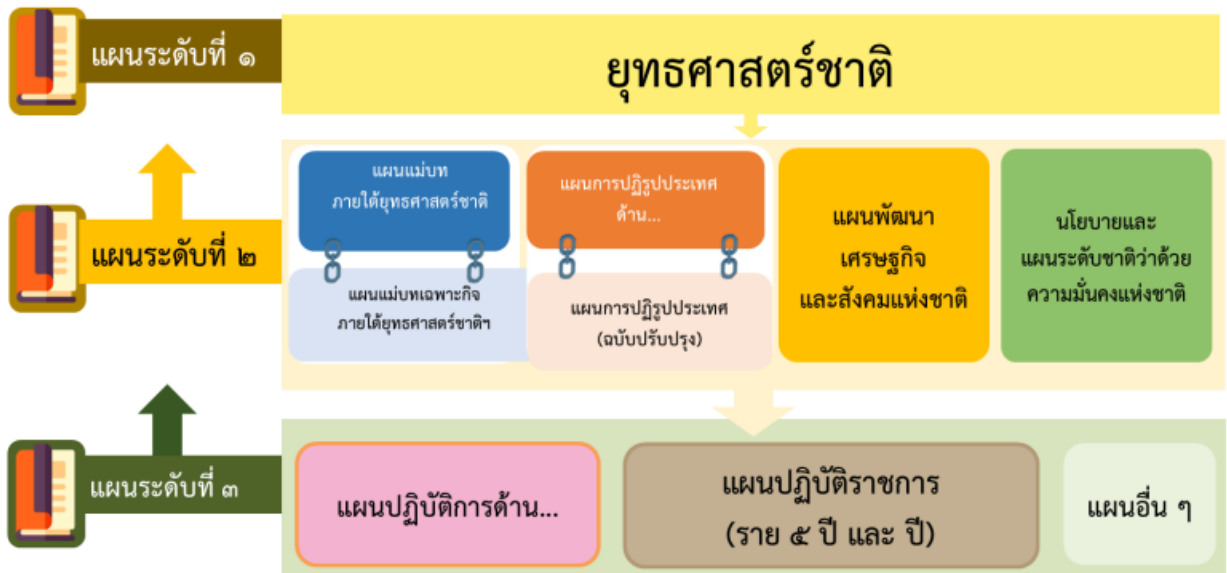 แผนระดับที่ ๑
ยุทธศาสตร์ชาติ
แผนระดับที่ ๒
แผนแม่บท
ภายใต้ยุทธศาสตร์ชาติ
แผนแม่บทเฉพาะกิจ
ภายใต้ยุทธศาสตร์ชาติฯ
แผนการปฏิรูปประเทศ
ด้าน...
แผนการปฏิรูปประเทศ
(ฉบับปรับปรุง)
แผนพัฒนา
เศรษฐกิจ
และสังคมแห่งชาติ
นโยบายและ
แผนระดับชาติว่าด้วย
ความมั่นคงแห่งชาติ
แผนระดับที่ ๓
แผนปฏิบัติการด้าน...
แผนปฏิบัติราชการ
(ราย ๕ ปี และ ปี)
แผนอื่น ๆ